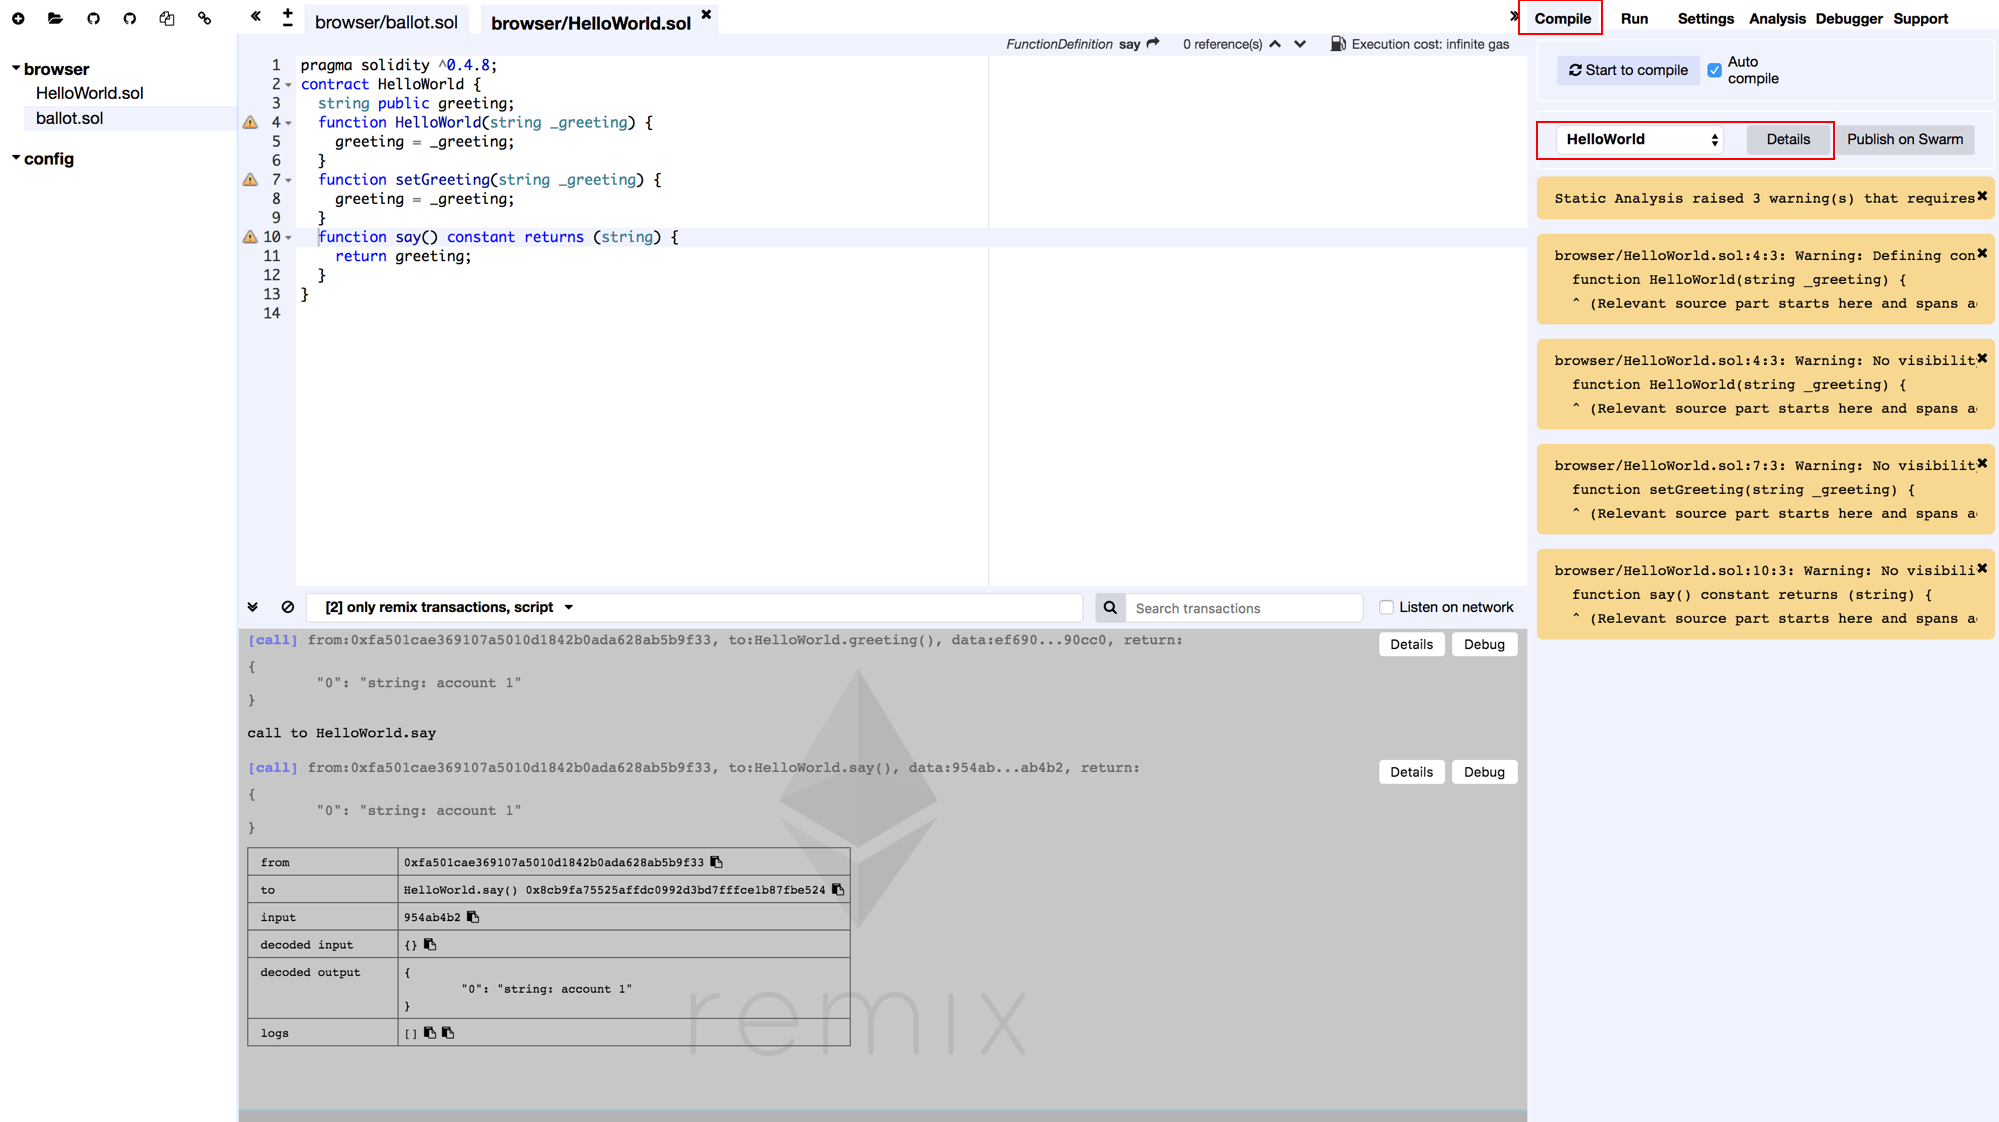 browser/ballot.sol
browser/HelloWorld.sol
Compile
Run
Settings
Analysis
Debugger
Support
browser
HelloWorld.sol
ballot.sol
config
FunctionDefinition say
0 reference(s)
Execution cost: infinite gas
1 pragma solidity ^0.4.8;
2 contract HelloWorld {
3 string public greeting;
4 function HelloWorld(string _greeting) {
5 greeting = _greeting;
6 }
7 function setGreeting(string _greeting) {
8 greeting = _greeting;
9 }
10 function say() constant returns (string) {
11 return greeting;
12 }
13 }
14
Start to compile
Auto
compile
HelloWorld
Details
Publish on Swarm
Static Analysis raised 3 warning(s) that requires
browser/HelloWorld.sol:4:3: Warning: Defining con
function HelloWorld(string _greeting) {
^ (Relevant source part starts here and spans a
browser/HelloWorld.sol:4:3: Warning: No visibilit
function HelloWorld(string _greeting) {
^ (Relevant source part starts here and spans a
browser/HelloWorld.sol:7:3: Warning: No visibilit
function setGreeting(string _greeting) {
^ (Relevant source part starts here and spans a
browser/HelloWorld.sol:10:3: Warning: No visibili
function say() constant returns (string) {
^ (Relevant source part starts here and spans a
[2] only remix transactions, script
Search transactions
Listen on network
[call] from:0xfa501cae369107a5010d1842b0ada628ab5b9f33, to:HelloWorld.greeting(), data:ef690...90cc0, return:
Details
Debug
{
"0": "string: account 1"
}
call to HelloWorld.say
[call] from:0xfa501cae369107a5010d1842b0ada628ab5b9f33, to:HelloWorld.say(), data:954ab...ab4b2, return:
Details
Debug
{
"0": "string: account 1"
}
from 0xfa501cae369107a5010d1842b0ada628ab5b9f33
to HelloWorld.say() 0x8cb9fa75525affdc0992d3bd7fffce1b87fbe524
input 954ab4b2
decoded input {}
decoded output {
"0": "string: account 1"
}
logs []
remix